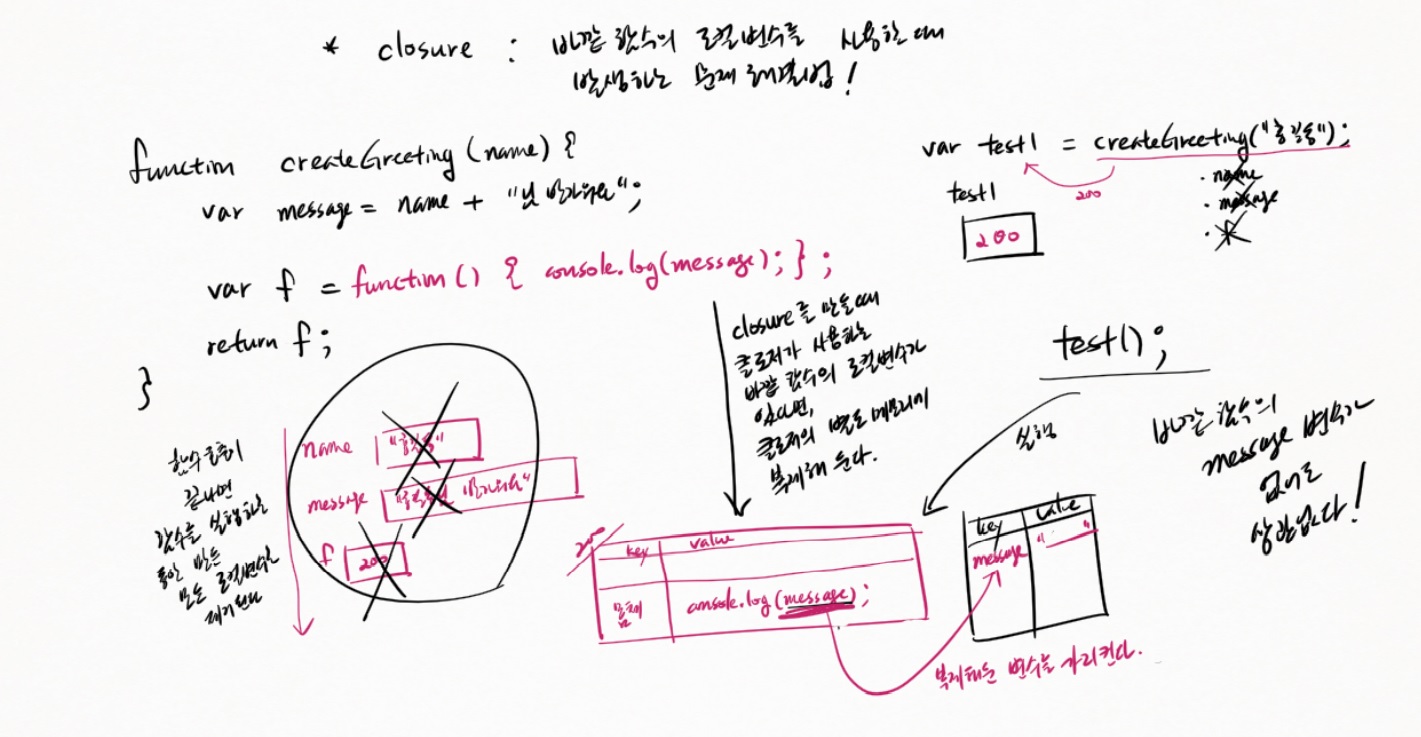 * closure : 바깥 함수의 로컬변수를 사용할 때
발생하는 문제 해결법!
function createGreeting(name) {
var message = name + "님 반가워요";
var f = function() { console.log(message); };
return f;
}
var test1 = createGreeting("홍길동");
200
test1
200
· name
· message
· f
closure를 만들 때
클로저가 사용하는
바깥 함수의 로컬변수가
있다면,
클로저의 별도 메모리에
복제해 둔다.
test1();
실행
바깥 함수의
message 변수가
없어도
상관없다!
함수 호출이
끝나면
함수를 실행하는
동안 만든
모든 로컬변수는
제거된다
name "홍길동"
message "홍길동님 반가워요"
f 200
200
key value
몸체 console.log(message);
key value
message " "
복제해둔 변수를 가리킨다.